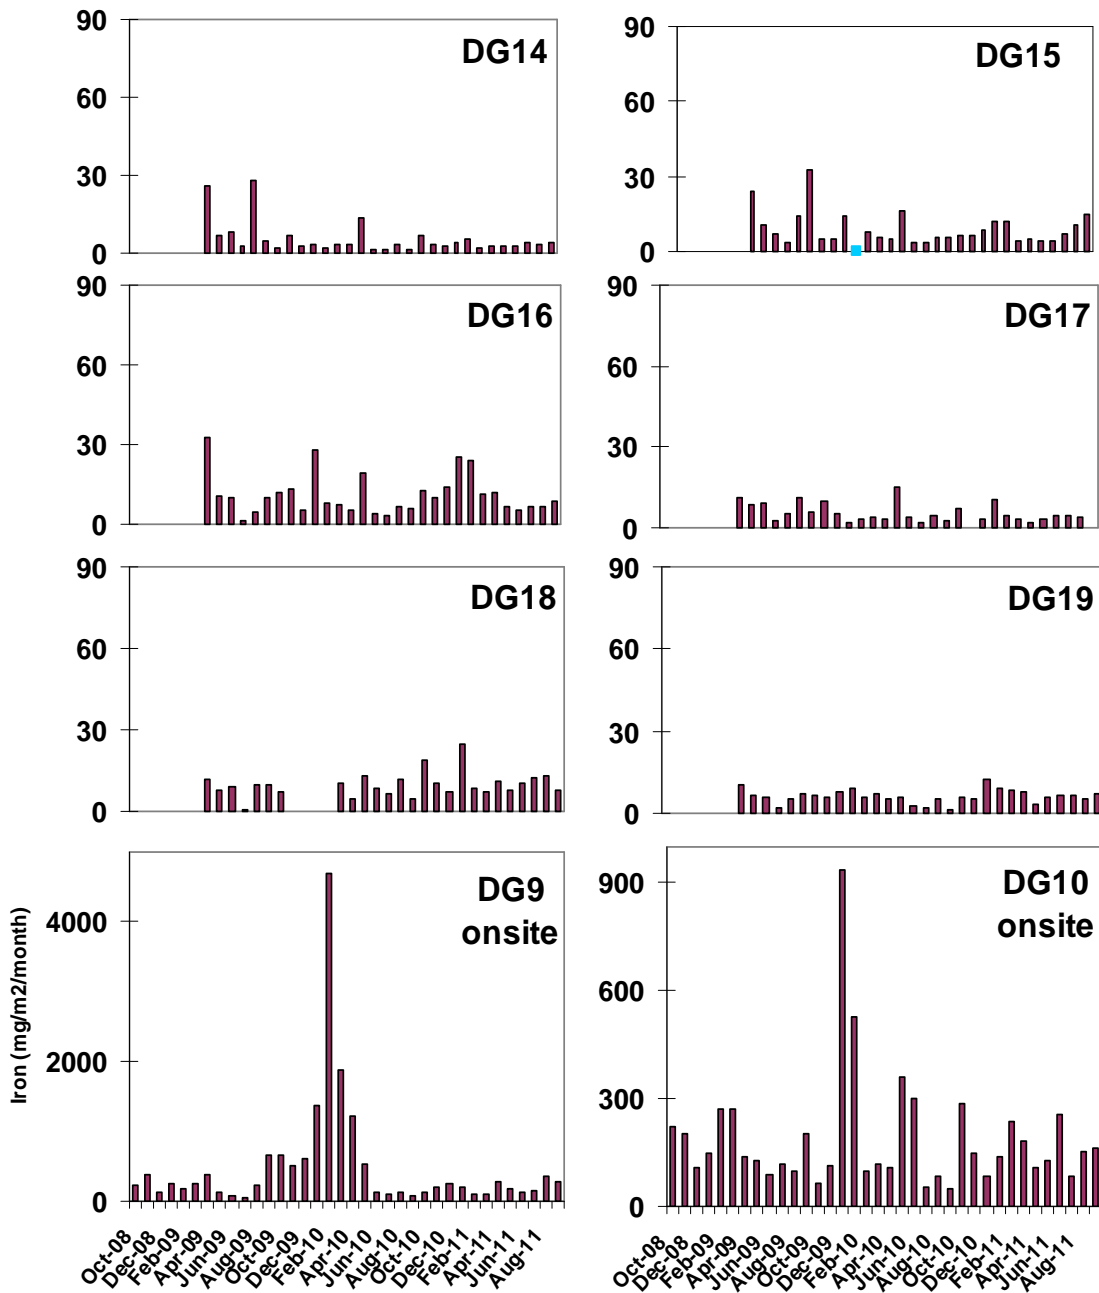 90
60
30
0
DG14
90
60
30
0
DG15
90
60
30
0
DG16
90
60
30
0
DG17
90
60
30
0
DG18
90
60
30
0
DG19
Iron (mg/m2/month)
4000
2000
0
DG9
onsite
Oct-08
Dec-08
Feb-09
Apr-09
Jun-09
Aug-09
Oct-09
Dec-09
Feb-10
Apr-10
Jun-10
Aug-10
Oct-10
Dec-10
Feb-11
Apr-11
Jun-11
Aug-11
900
600
300
0
DG10
onsite
Oct-08
Dec-08
Feb-09
Apr-09
Jun-09
Aug-09
Oct-09
Dec-09
Feb-10
Apr-10
Jun-10
Aug-10
Oct-10
Dec-10
Feb-11
Apr-11
Jun-11
Aug-11